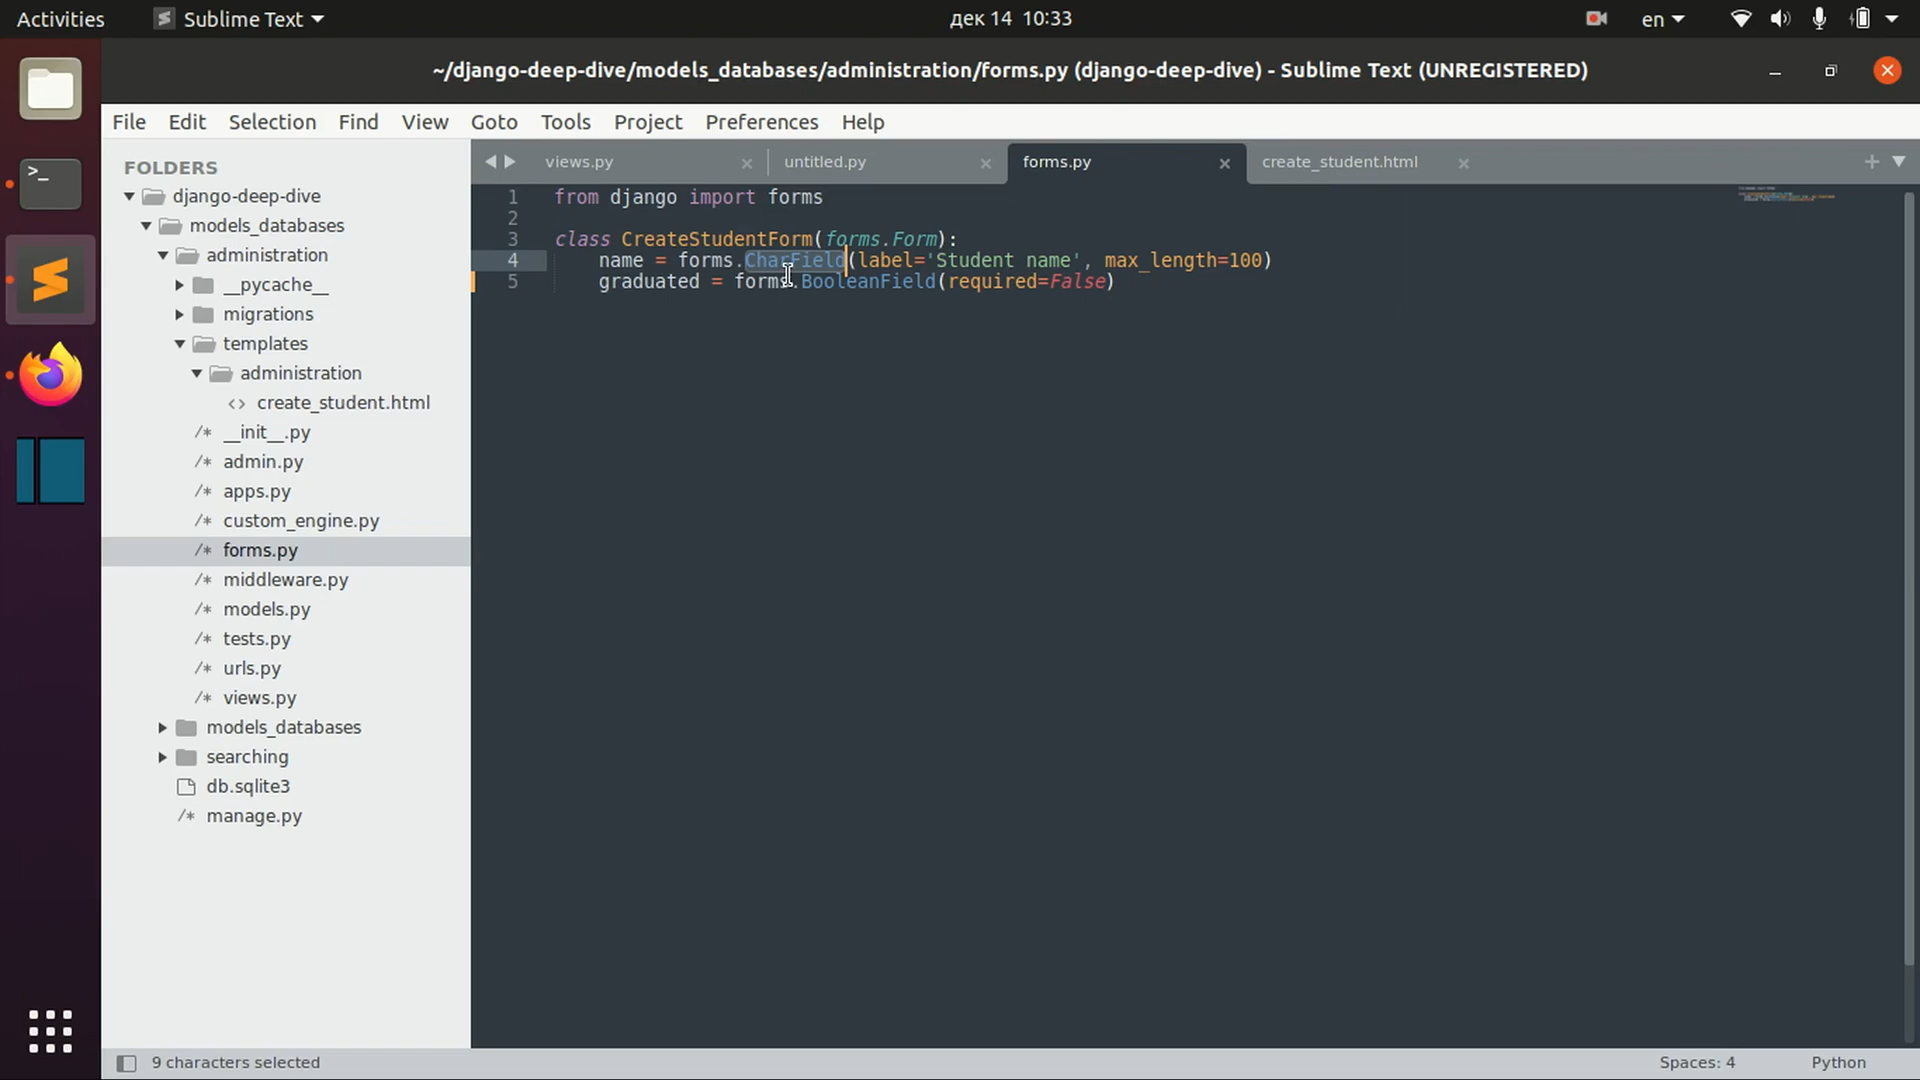 Activities Sublime Text дек 14 10:33 en
~/django-deep-dive/models_databases/administration/forms.py (django-deep-dive) - Sublime Text (UNREGISTERED)
File Edit Selection Find View Goto Tools Project Preferences Help
FOLDERS
django-deep-dive
models_databases
administration
__pycache__
migrations
templates
administration
create_student.html
__init__.py
admin.py
apps.py
custom_engine.py
forms.py
middleware.py
models.py
tests.py
urls.py
views.py
models_databases
searching
db.sqlite3
manage.py
views.py untitled.py forms.py create_student.html
1 from django import forms
2
3 class CreateStudentForm(forms.Form):
4 name = forms.CharField(label='Student name', max_length=100)
5 graduated = forms.BooleanField(required=False)
9 characters selected Spaces: 4 Python